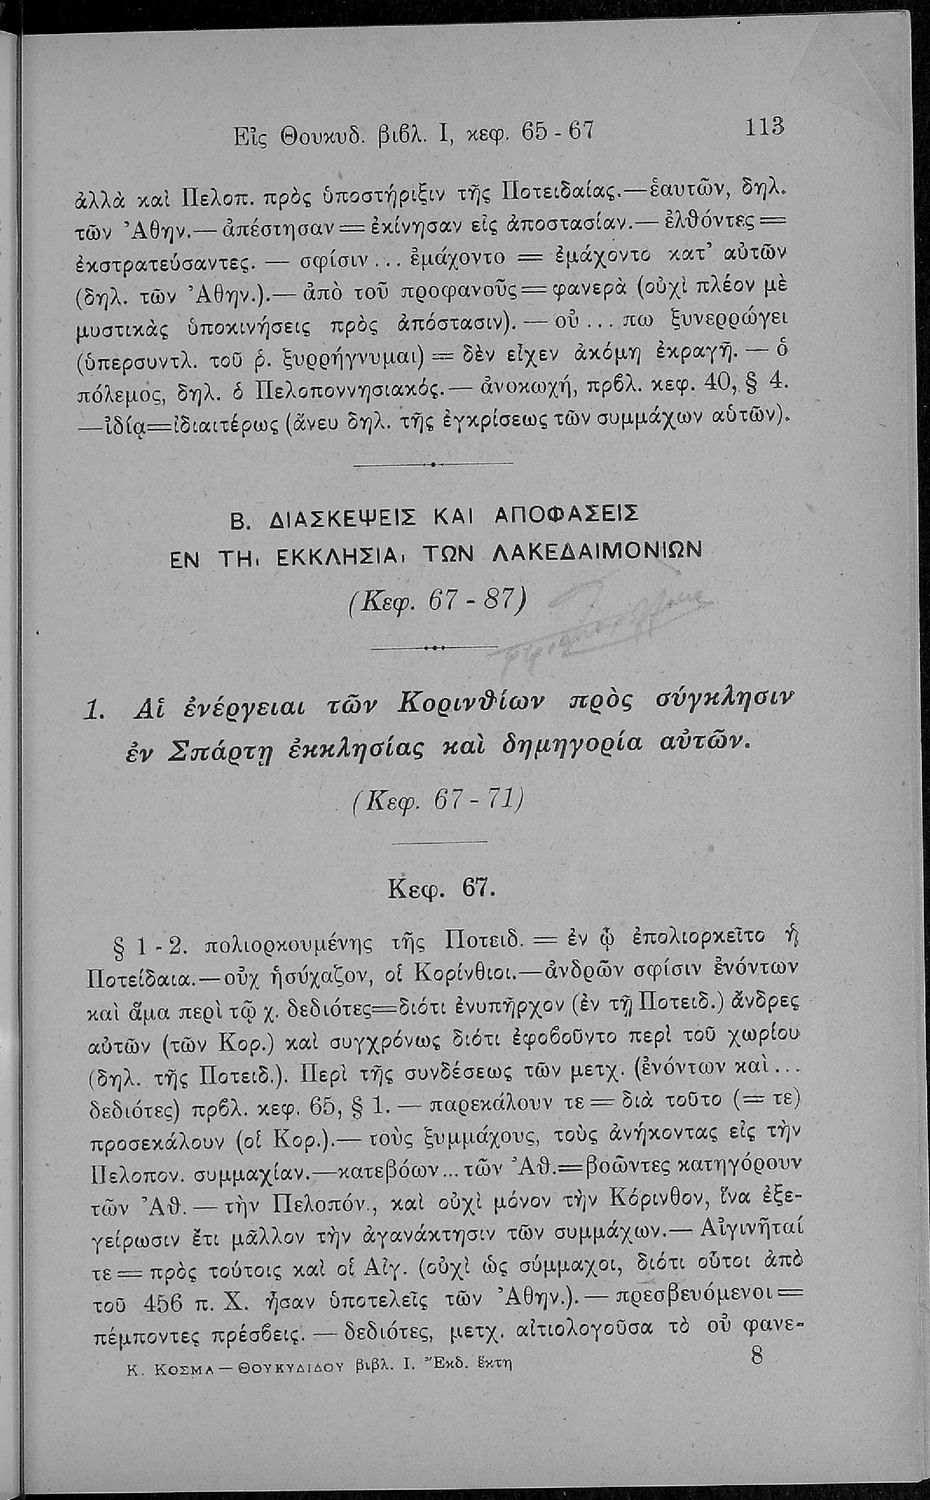 Εἰς Θουκυδ. βιβλ. I, κεφ. 65 - 67 113
ἀλλὰ καὶ Πελοπ. πρὸς ὑποστήριξιν τῆς Ποτειδαίας.—ἑαυτῶν, δηλ.
τῶν Ἀθην.— ἀπέστησαν = ἐκίνησαν εἰς ἀποστασίαν.— ἐλθόντες =
ἐκστρατεύσαντες. — σφίσιν... ἐμάχοντο = ἐμάχοντο κατ’ αὐτῶν
(δηλ. τῶν Ἀθην.).— ἀπὸ τοῦ προφανοῦς = φανερὰ (οὐχὶ πλέον μὲ
μυστικὰς ὑποκινήσεις πρὸς ἀπόστασιν). — οὐ... πω ξυνερρώγει
(ὑπερσυντλ. τοῦ ῥ. ξυρρήγνυμαι) = δὲν εἶχεν ἀκόμη ἐκραγῆ. — ὁ
πόλεμος, δηλ. ὁ Πελοποννησιακός.— ἀνοκωχή, πρβλ. κεφ. 40, § 4.
—ἰδίᾳ=ἰδιαιτέρως (ἄνευ δηλ. τῆς ἐγκρίσεως τῶν συμμάχων αὑτῶν).
Β. ΔΙΑΣΚΕΨΕΙΣ ΚΑΙ ΑΠΟΦΑΣΕΙΣ
ΕΝ ΤΗι ΕΚΚΛΗΣΙΑι ΤΩΝ ΛΑΚΕΔΑΙΜΟΝΙΩΝ
(Κεφ. 67 - 87)
1. Αἱ ἐνέργειαι τῶν Κορινθίων πρὸς σύγκλησιν
ἐν Σπάρτῃ ἐκκλησίας καὶ δημηγορία αὐτῶν.
(Κεφ. 67 - 71)
Κεφ. 67.
§ 1 - 2. πολιορκουμένης τῆς Ποτειδ. = ἐν ᾧ ἐπολιορκεῖτο ἡ
Ποτείδαια.—οὐχ ἡσύχαζον, οἱ Κορίνθιοι.—ἀνδρῶν σφίσιν ἐνόντων
καὶ ἅμα περὶ τῷ χ. δεδιότες=διότι ἐνυπῆρχον (ἐν τῇ Ποτειδ.) ἄνδρες
αὐτῶν (τῶν Κορ.) καὶ συγχρόνως διότι ἐφοβοῦντο περὶ τοῦ χωρίου
(δηλ. τῆς Ποτειδ.). Περὶ τῆς συνδέσεως τῶν μετχ. (ἐνόντων καὶ...
δεδιότες) πρβλ. κεφ. 65, § 1. — παρεκάλουν τε = διὰ τοῦτο (= τε)
προσεκάλουν (οἱ Κορ.).— τοὺς ξυμμάχους, τοὺς ἀνήκοντας εἰς τὴν
Πελοπον. συμμαχίαν.—κατεβόων... τῶν Ἀθ.=βοῶντες κατηγόρουν
τῶν Ἀθ. — τὴν Πελοπόν., καὶ οὐχὶ μόνον τὴν Κόρινθον, ἵνα ἐξε-
γείρωσιν ἔτι μᾶλλον τὴν ἀγανάκτησιν τῶν συμμάχων.— Αἰγινῆταί
τε = πρὸς τούτοις καὶ οἱ Αἰγ. (οὐχὶ ὡς σύμμαχοι, διότι οὗτοι ἀπὸ
τοῦ 456 π. Χ. ἦσαν ὑποτελεῖς τῶν Ἀθην.). — πρεσβευόμενοι =
πέμποντες πρέσβεις. — δεδιότες, μετχ. αἰτιολογοῦσα τὸ οὐ φανε-
Κ. ΚΟΣΜΑ — ΘΟΥΚΥΔΙΔΟΥ βιβλ. I. Ἔκδ. ἕκτη 8